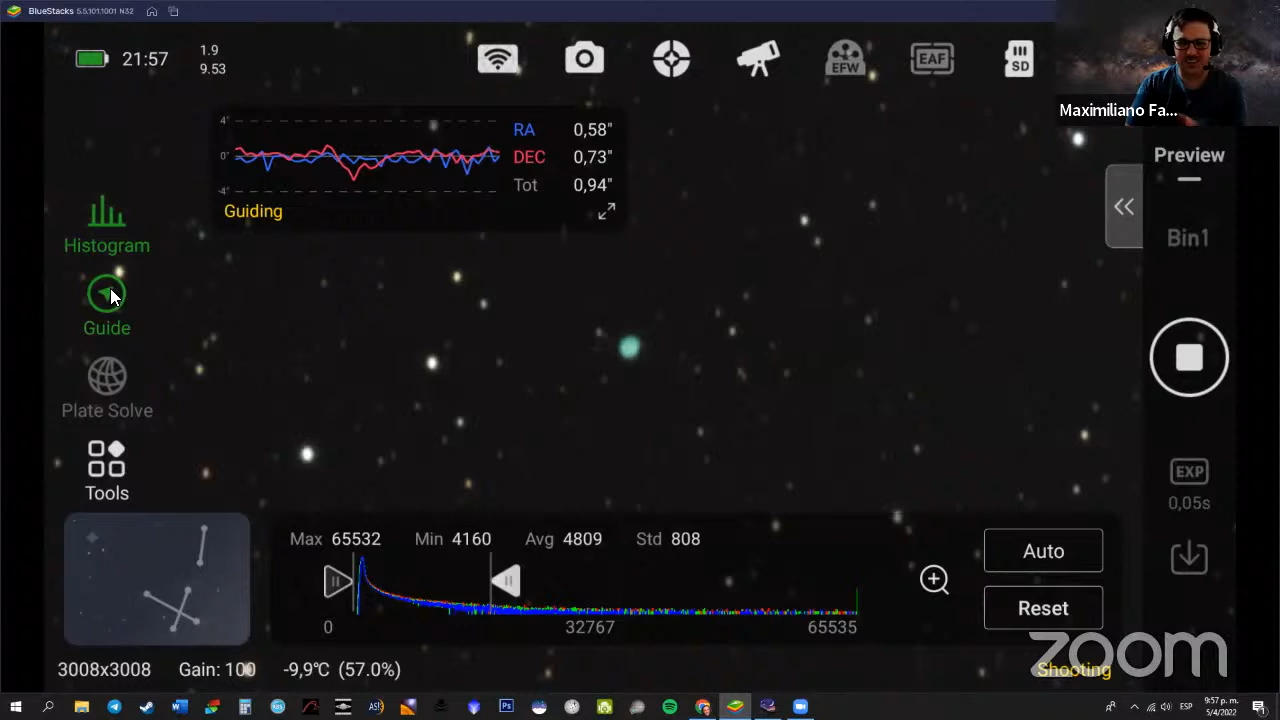 BlueStacks 5.5.101.1001 N32
21:57
1.9
9.53
EFW
EAF
SD
Maximiliano Fa...
4"
0"
-4"
RA 0,58"
DEC 0,73"
Tot 0,94"
Guiding
Preview
Bin1
Histogram
Guide
Plate Solve
Tools
EXP
0,05s
Max 65532 Min 4160 Avg 4809 Std 808
Auto
Reset
0 32767 65535
3008x3008 Gain: 100 -9,9℃ (57.0%)
Shooting
zoom
ESP
9:57 p. m.
5/4/2022